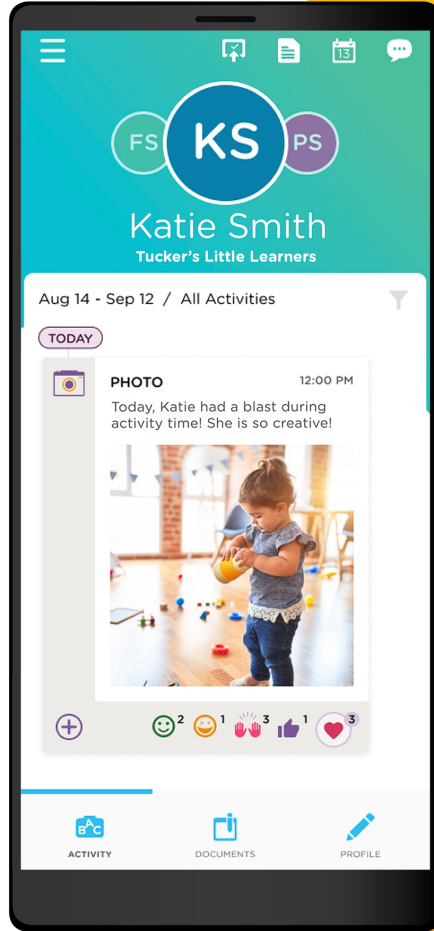 13
FS
KS
PS
Katie Smith
Tucker's Little Learners
Aug 14 - Sep 12 / All Activities
TODAY
PHOTO
12:00 PM
Today, Katie had a blast during
activity time! She is so creative!
2
1
3
1
3
BAC
ACTIVITY
DOCUMENTS
PROFILE